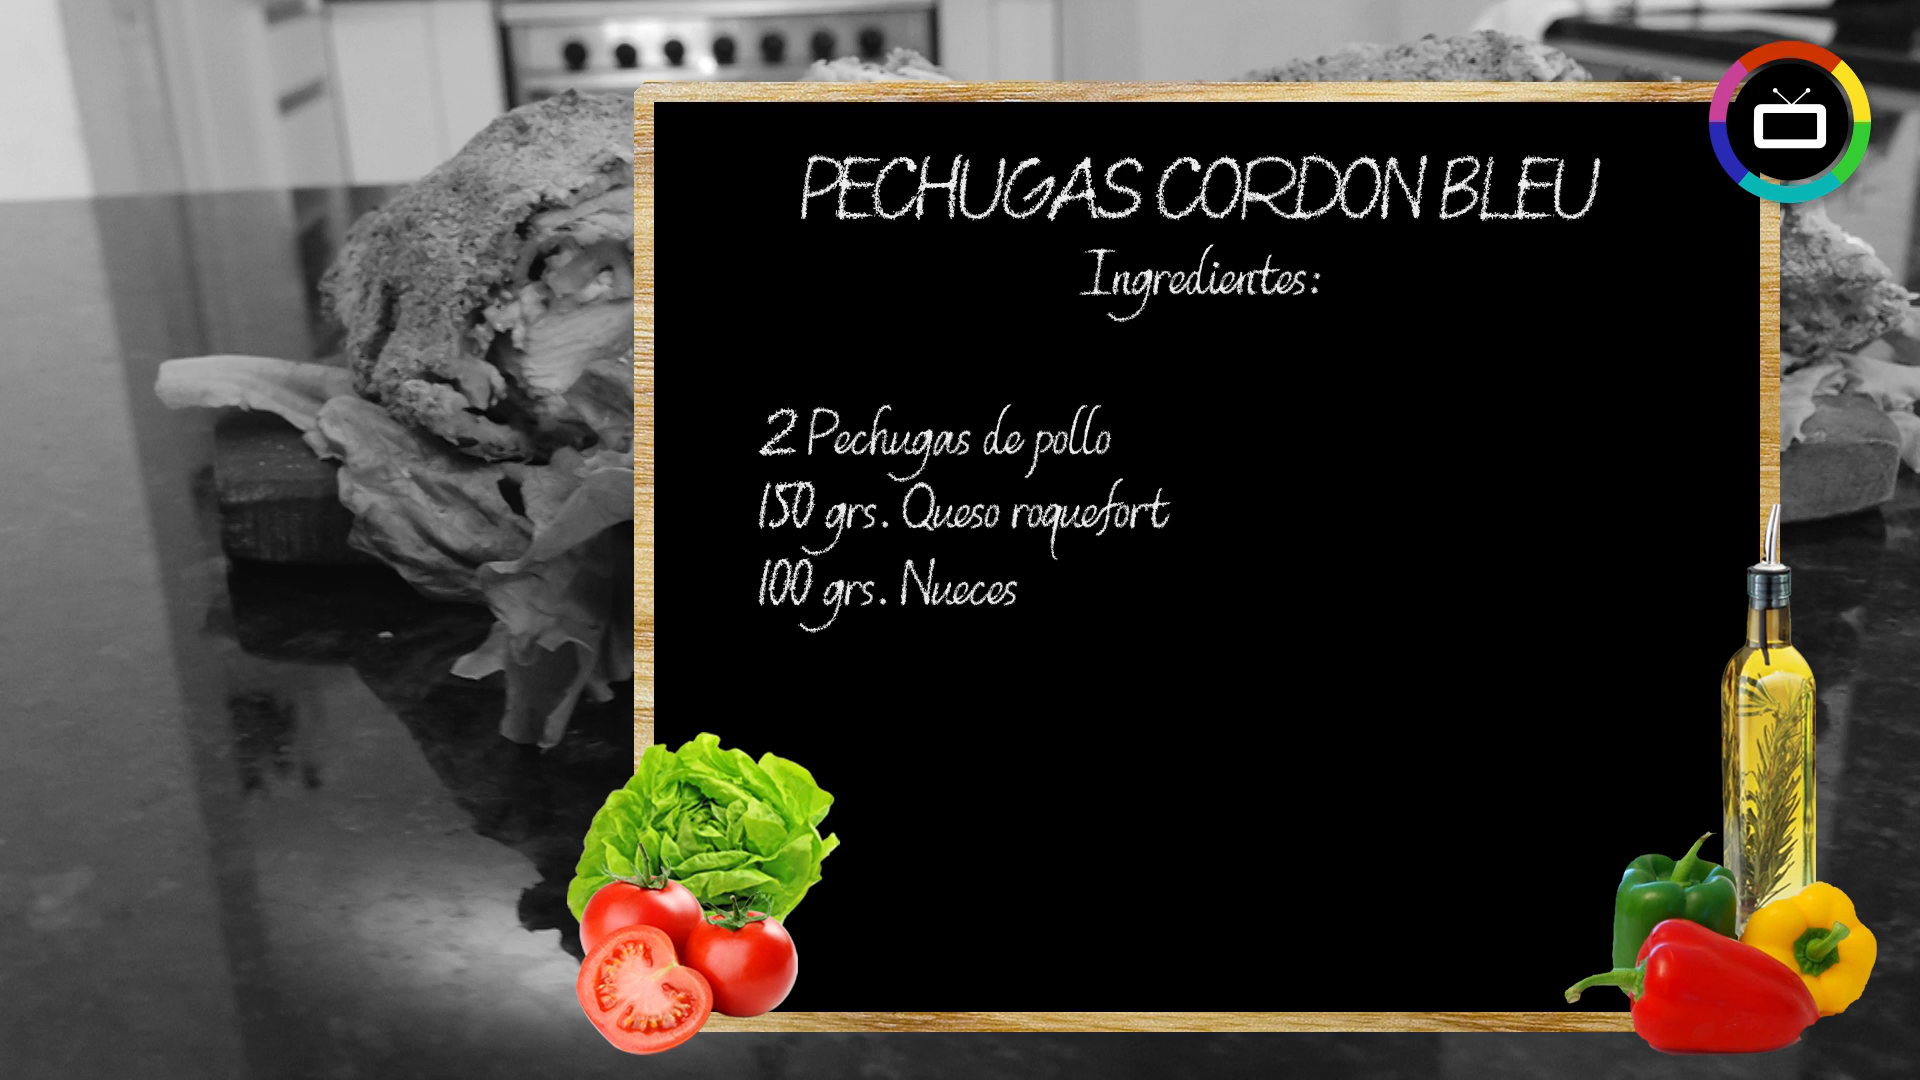 PECHUGAS CORDON BLEU
Ingredientes:
2 Pechugas de pollo
150 grs. Queso roquefort
100 grs. Nueces